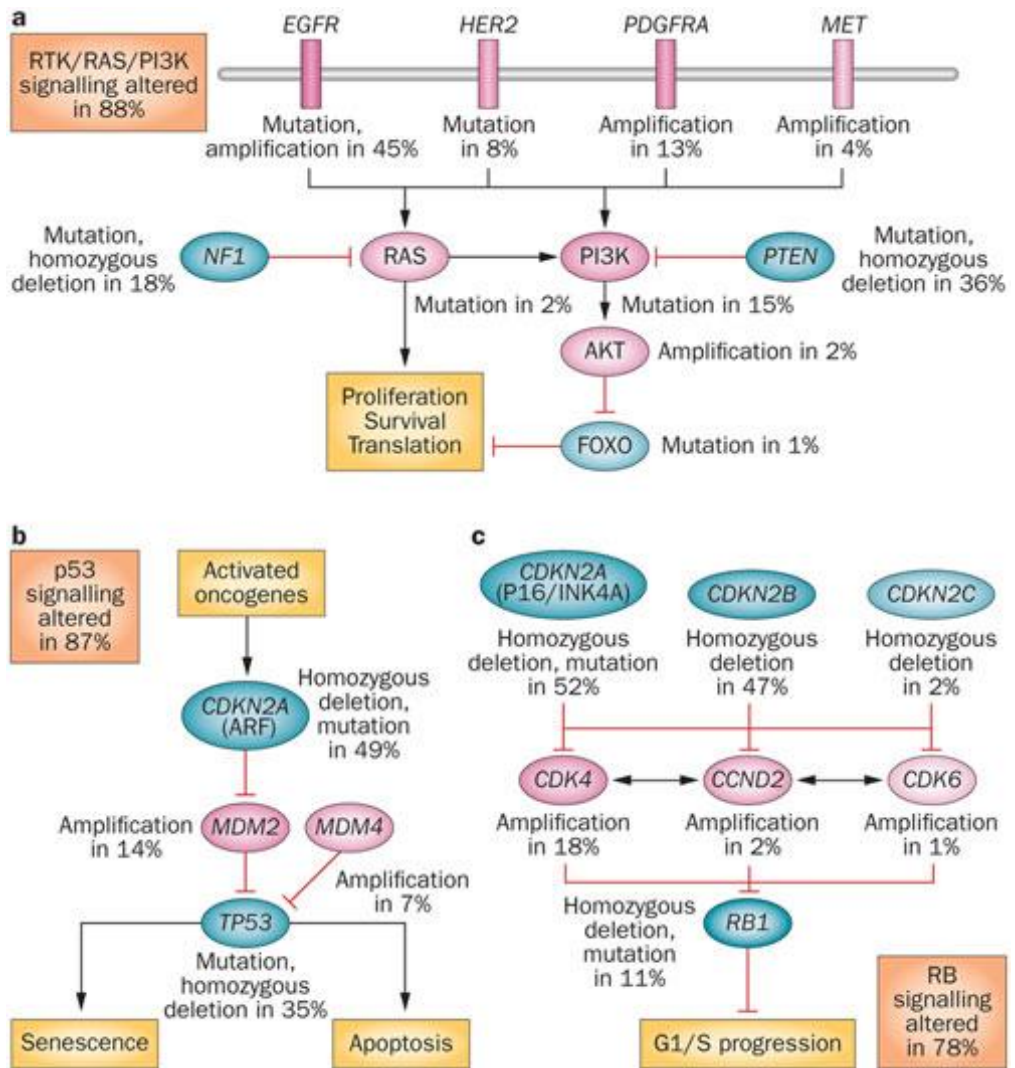 a
EGFR
HER2
PDGFRA
MET
RTK/RAS/PI3K
signalling altered
in 88%
Mutation,
amplification in 45%
Mutation
in 8%
Amplification
in 13%
Amplification
in 4%
Mutation,
homozygous
deletion in 18%
NF1
RAS
PI3K
PTEN
Mutation,
homozygous
deletion in 36%
Mutation in 2%
Mutation in 15%
AKT
Amplification in 2%
Proliferation
Survival
Translation
FOXO
Mutation in 1%
b
p53
signalling
altered
in 87%
Activated
oncogenes
CDKN2A
(ARF)
Homozygous
deletion,
mutation
in 49%
Amplification
in 14%
MDM2
MDM4
Amplification
in 7%
TP53
Mutation,
homozygous
deletion in 35%
Senescence
Apoptosis
c
CDKN2A
(P16/INK4A)
CDKN2B
CDKN2C
Homozygous
deletion, mutation
in 52%
Homozygous
deletion
in 47%
Homozygous
deletion
in 2%
CDK4
CCND2
CDK6
Amplification
in 18%
Amplification
in 2%
Amplification
in 1%
Homozygous
deletion,
mutation
in 11%
RB1
G1/S progression
RB
signalling
altered
in 78%